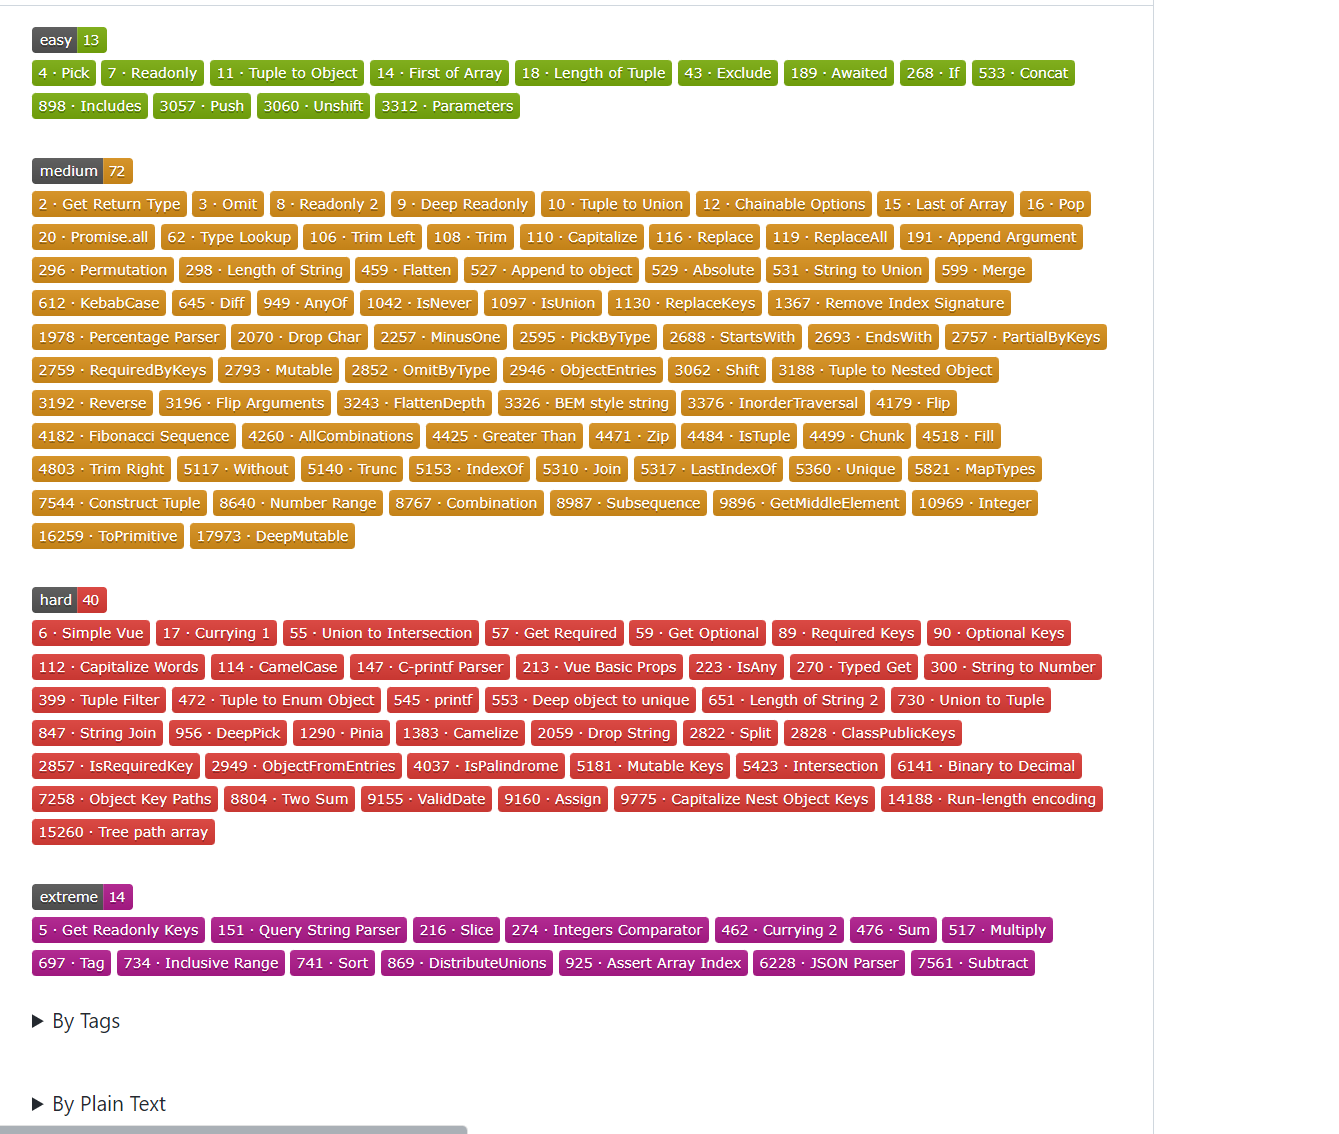 easy 13
4 · Pick 7 · Readonly 11 · Tuple to Object 14 · First of Array 18 · Length of Tuple 43 · Exclude 189 · Awaited 268 · If 533 · Concat
898 · Includes 3057 · Push 3060 · Unshift 3312 · Parameters
medium 72
2 · Get Return Type 3 · Omit 8 · Readonly 2 9 · Deep Readonly 10 · Tuple to Union 12 · Chainable Options 15 · Last of Array 16 · Pop
20 · Promise.all 62 · Type Lookup 106 · Trim Left 108 · Trim 110 · Capitalize 116 · Replace 119 · ReplaceAll 191 · Append Argument
296 · Permutation 298 · Length of String 459 · Flatten 527 · Append to object 529 · Absolute 531 · String to Union 599 · Merge
612 · KebabCase 645 · Diff 949 · AnyOf 1042 · IsNever 1097 · IsUnion 1130 · ReplaceKeys 1367 · Remove Index Signature
1978 · Percentage Parser 2070 · Drop Char 2257 · MinusOne 2595 · PickByType 2688 · StartsWith 2693 · EndsWith 2757 · PartialByKeys
2759 · RequiredByKeys 2793 · Mutable 2852 · OmitByType 2946 · ObjectEntries 3062 · Shift 3188 · Tuple to Nested Object
3192 · Reverse 3196 · Flip Arguments 3243 · FlattenDepth 3326 · BEM style string 3376 · InorderTraversal 4179 · Flip
4182 · Fibonacci Sequence 4260 · AllCombinations 4425 · Greater Than 4471 · Zip 4484 · IsTuple 4499 · Chunk 4518 · Fill
4803 · Trim Right 5117 · Without 5140 · Trunc 5153 · IndexOf 5310 · Join 5317 · LastIndexOf 5360 · Unique 5821 · MapTypes
7544 · Construct Tuple 8640 · Number Range 8767 · Combination 8987 · Subsequence 9896 · GetMiddleElement 10969 · Integer
16259 · ToPrimitive 17973 · DeepMutable
hard 40
6 · Simple Vue 17 · Currying 1 55 · Union to Intersection 57 · Get Required 59 · Get Optional 89 · Required Keys 90 · Optional Keys
112 · Capitalize Words 114 · CamelCase 147 · C-printf Parser 213 · Vue Basic Props 223 · IsAny 270 · Typed Get 300 · String to Number
399 · Tuple Filter 472 · Tuple to Enum Object 545 · printf 553 · Deep object to unique 651 · Length of String 2 730 · Union to Tuple
847 · String Join 956 · DeepPick 1290 · Pinia 1383 · Camelize 2059 · Drop String 2822 · Split 2828 · ClassPublicKeys
2857 · IsRequiredKey 2949 · ObjectFromEntries 4037 · IsPalindrome 5181 · Mutable Keys 5423 · Intersection 6141 · Binary to Decimal
7258 · Object Key Paths 8804 · Two Sum 9155 · ValidDate 9160 · Assign 9775 · Capitalize Nest Object Keys 14188 · Run-length encoding
15260 · Tree path array
extreme 14
5 · Get Readonly Keys 151 · Query String Parser 216 · Slice 274 · Integers Comparator 462 · Currying 2 476 · Sum 517 · Multiply
697 · Tag 734 · Inclusive Range 741 · Sort 869 · DistributeUnions 925 · Assert Array Index 6228 · JSON Parser 7561 · Subtract
By Tags
By Plain Text